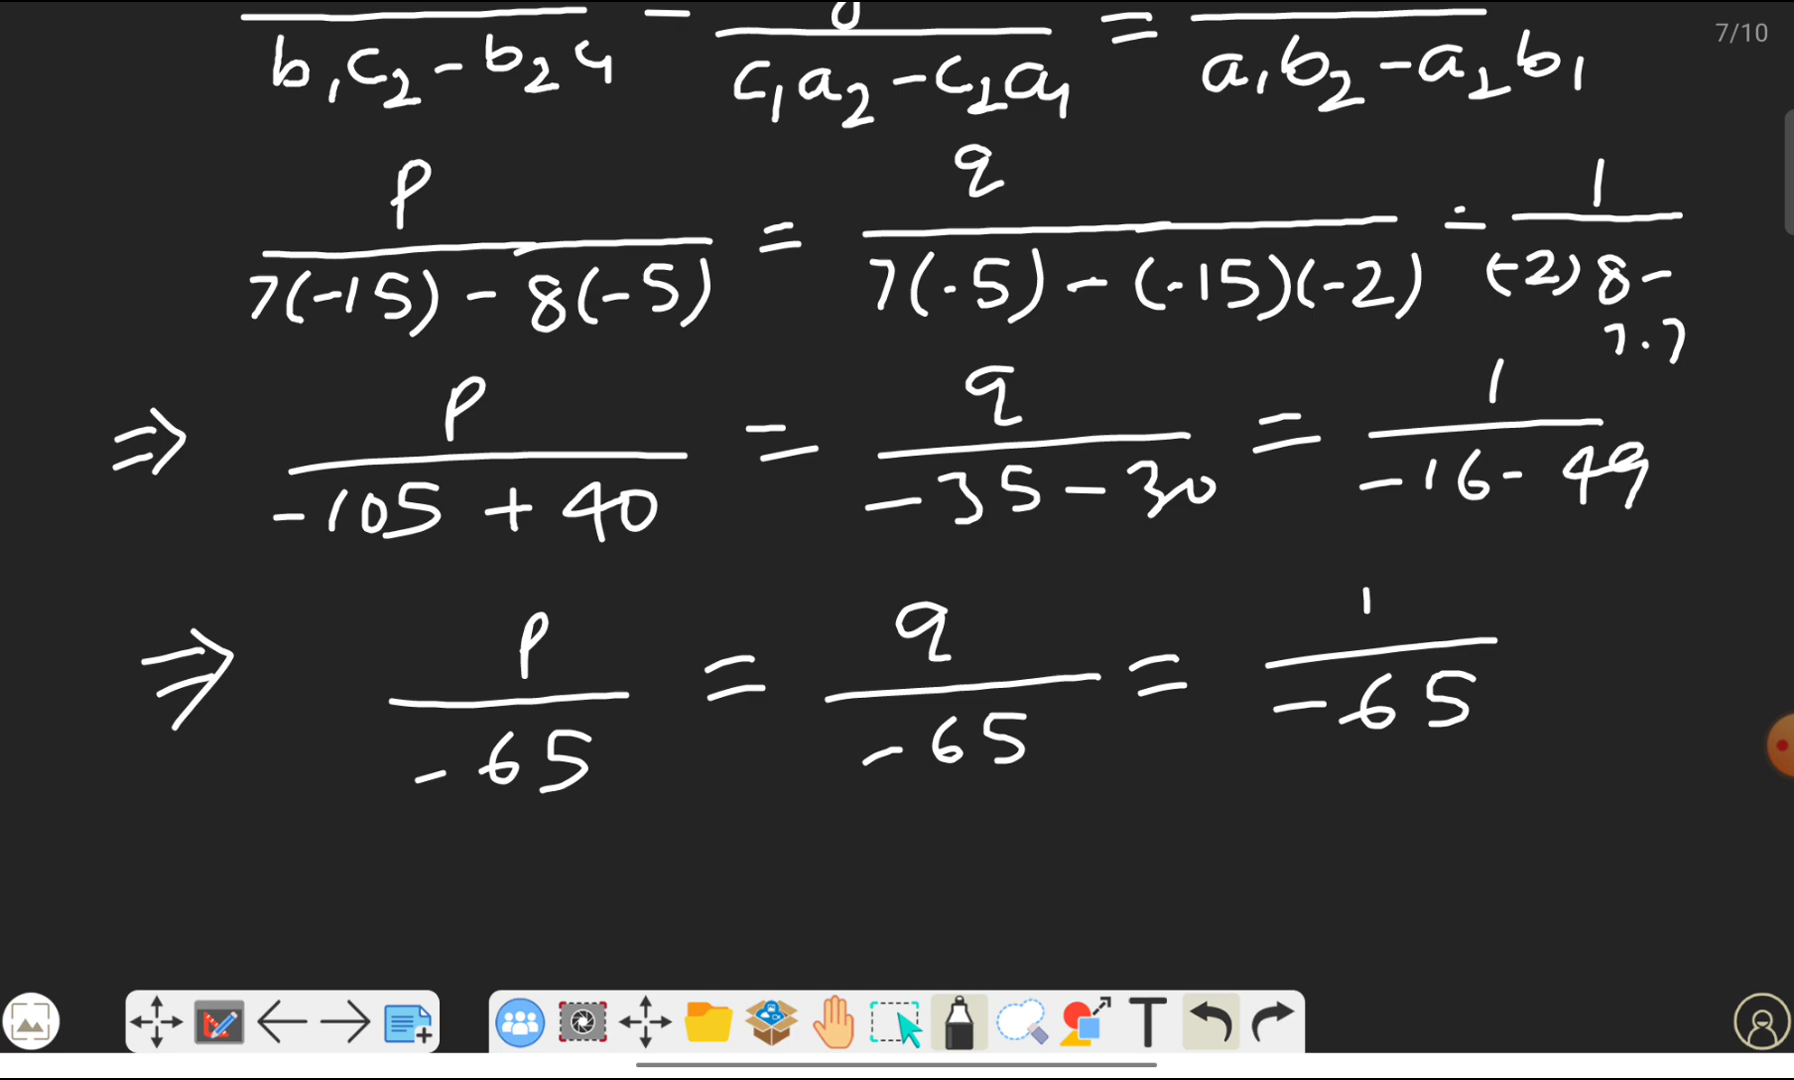 7/10
b₁c₂ - b₂c₁ c₁a₂ - c₂a₁ = a₁b₂ - a₂b₁
p/(7(-15) - 8(-5)) = q/(7(-5) - (-15)(-2)) = 1/((-2)8 - 7.7)
⇒ p/(-105 + 40) = q/(-35 - 30) = 1/(-16 - 49)
⇒ p/(-65) = q/(-65) = 1/(-65)
T